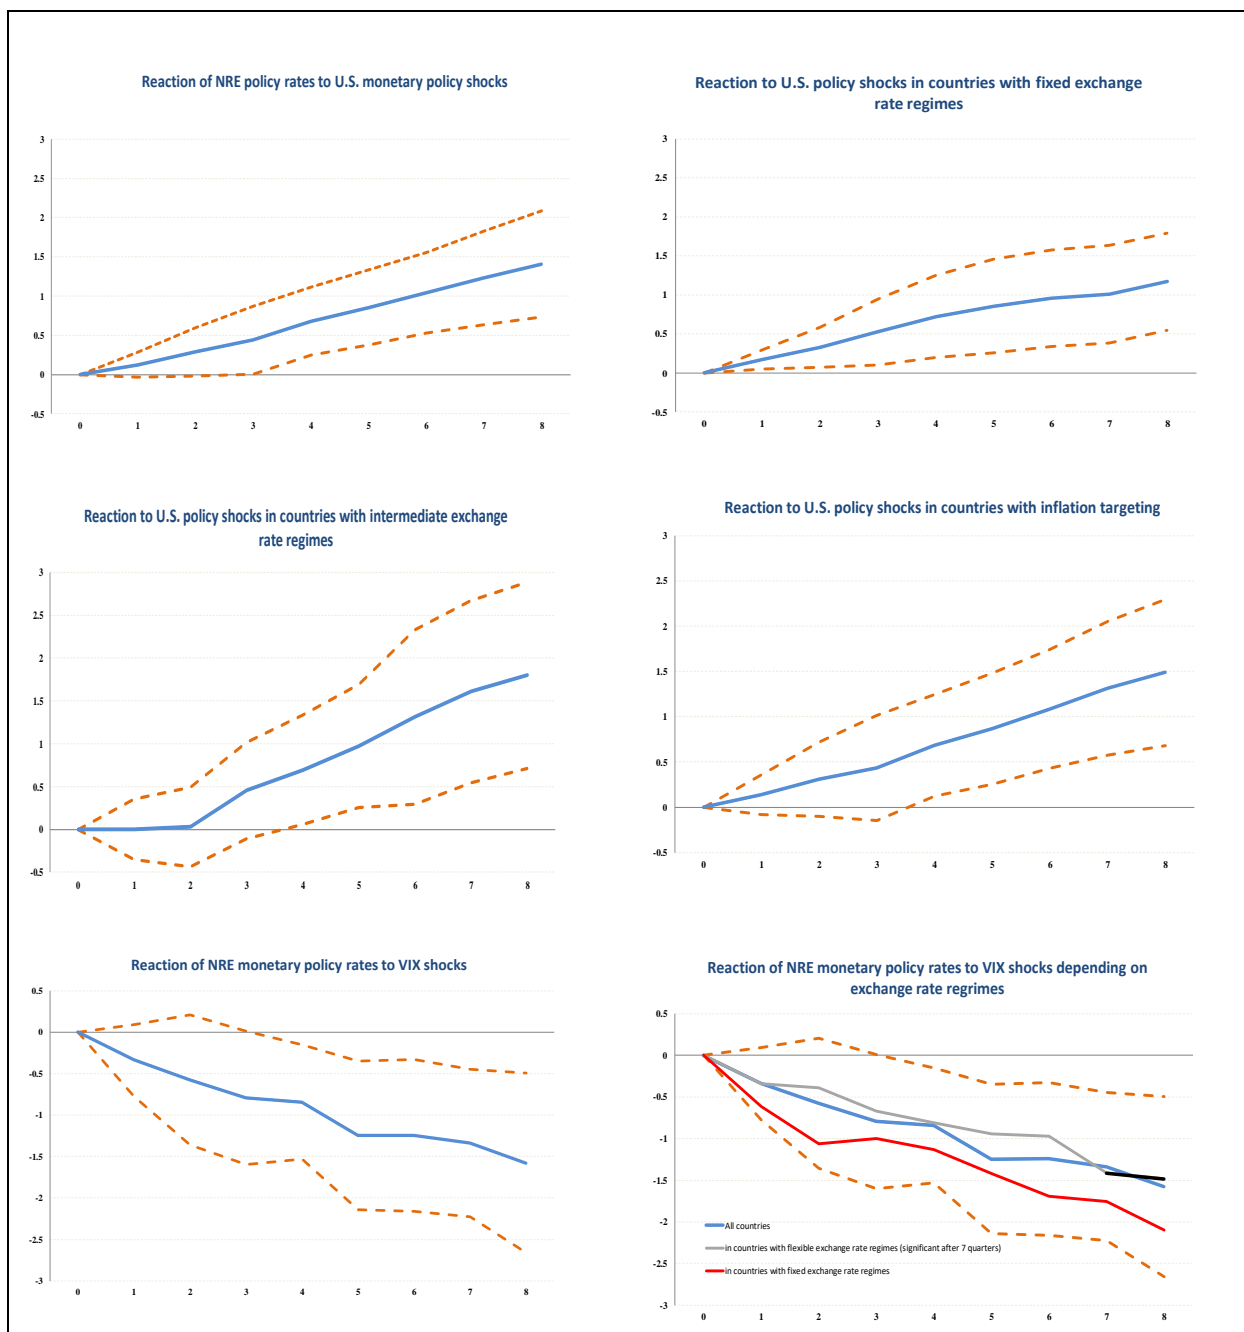 Reaction of NRE policy rates to U.S. monetary policy shocks
3
2.5
2
1.5
1
0.5
0
-0.5
0 1 2 3 4 5 6 7 8
Reaction to U.S. policy shocks in countries with fixed exchange
rate regimes
3
2.5
2
1.5
1
0.5
0
-0.5
0 1 2 3 4 5 6 7 8
Reaction to U.S. policy shocks in countries with intermediate exchange
rate regimes
3
2.5
2
1.5
1
0.5
0
-0.5
0 1 2 3 4 5 6 7 8
Reaction to U.S. policy shocks in countries with inflation targeting
3
2.5
2
1.5
1
0.5
0
-0.5
0 1 2 3 4 5 6 7 8
Reaction of NRE monetary policy rates to VIX shocks
0.5
0
-0.5
-1
-1.5
-2
-2.5
-3
0 1 2 3 4 5 6 7 8
Reaction of NRE monetary policy rates to VIX shocks depending on
exchange rate regrimes
0.5
0
-0.5
-1
-1.5
-2
-2.5
-3
All countries
in countries with flexible exchange rate regimes (significant after 7 quarters)
in countries with fixed exchange rate regimes
0 1 2 3 4 5 6 7 8